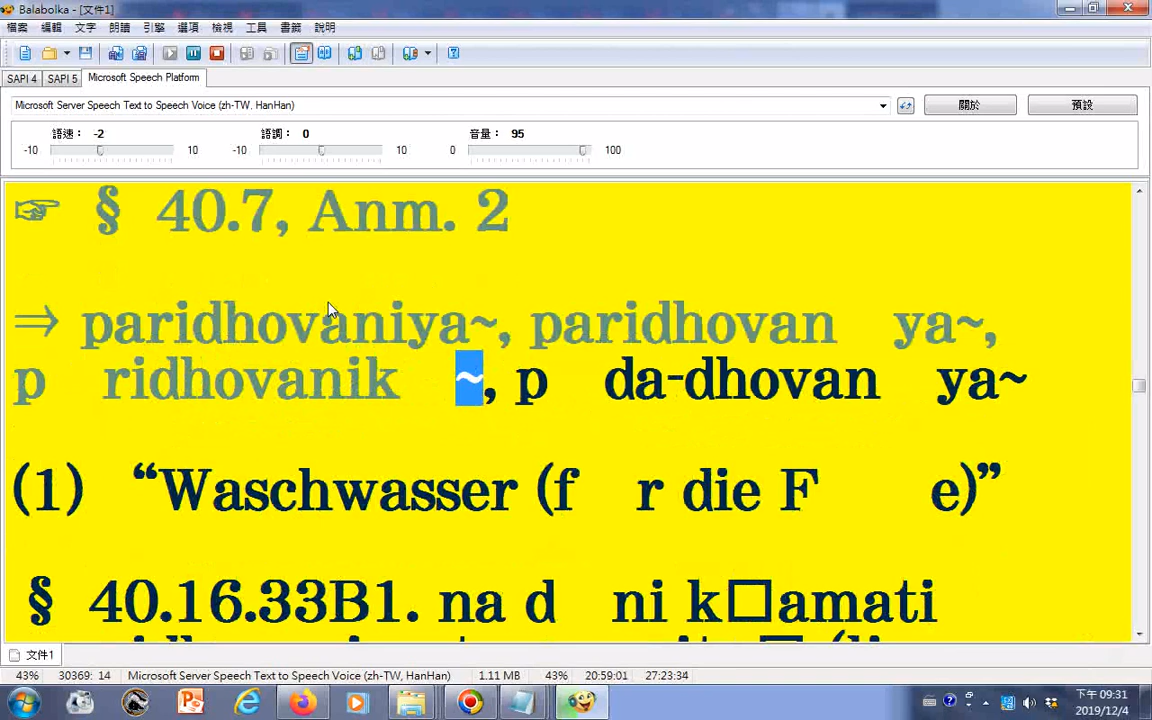 Balabolka - [文件1]
檔案 編輯 文字 朗讀 引擎 選項 檢視 工具 書籤 說明
SAPI 4 SAPI 5 Microsoft Speech Platform
Microsoft Server Speech Text to Speech Voice (zh-TW, HanHan) 關於 預設
語速： -2 語調： 0 音量： 95
-10 10 -10 10 0 100
☞ § 40.7, Anm. 2
⇒ paridhovaniya~, paridhovan ya~,
p ridhovanik ~, p da-dhovan ya~
(1) “Waschwasser (f r die F e)”
§ 40.16.33B1. na d ni k□amati
文件1
43% 30369: 14 Microsoft Server Speech Text to Speech Voice (zh-TW, HanHan) 1.11 MB 43% 20:59:01 27:23:34
下午 09:31
2019/12/4